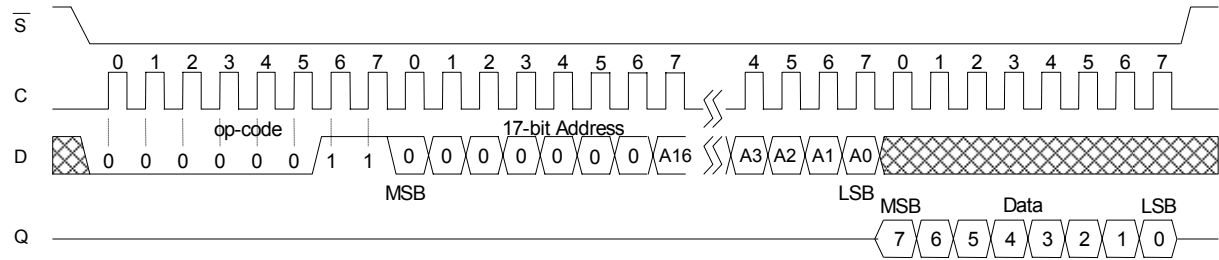 S
0 1 2 3 4 5 6 7 0 1 2 3 4 5 6 7 4 5 6 7 0 1 2 3 4 5 6 7
C
op-code 17-bit Address
D 0 0 0 0 0 0 1 1 0 0 0 0 0 0 0 A16 A3 A2 A1 A0
MSB LSB
MSB Data LSB
Q 7 6 5 4 3 2 1 0